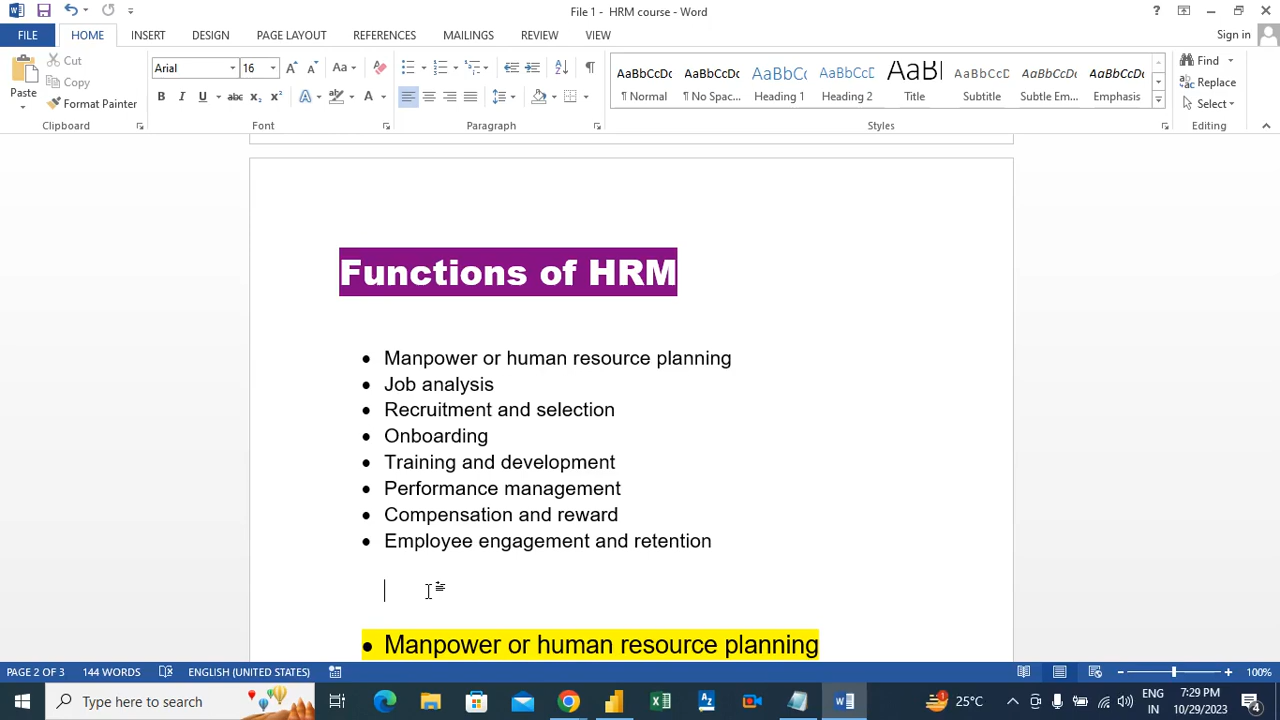 File 1 - HRM course - Word
FILE HOME INSERT DESIGN PAGE LAYOUT REFERENCES MAILINGS REVIEW VIEW Sign in
Paste
Cut
Copy
Format Painter
Clipboard
Arial 16
Font
Paragraph
AaBbCcDc AaBbCcDc AaBbCc AaBbCcC AaBl AaBbCcD AaBbCcDc AaBbCcDc
¶ Normal ¶ No Spac... Heading 1 Heading 2 Title Subtitle Subtle Em... Emphasis
Styles
Find
Replace
Select
Editing
Functions of HRM
• Manpower or human resource planning
• Job analysis
• Recruitment and selection
• Onboarding
• Training and development
• Performance management
• Compensation and reward
• Employee engagement and retention
• Manpower or human resource planning
PAGE 2 OF 3 144 WORDS ENGLISH (UNITED STATES) 100%
Type here to search
25°C
ENG
IN
7:29 PM
10/29/2023
4